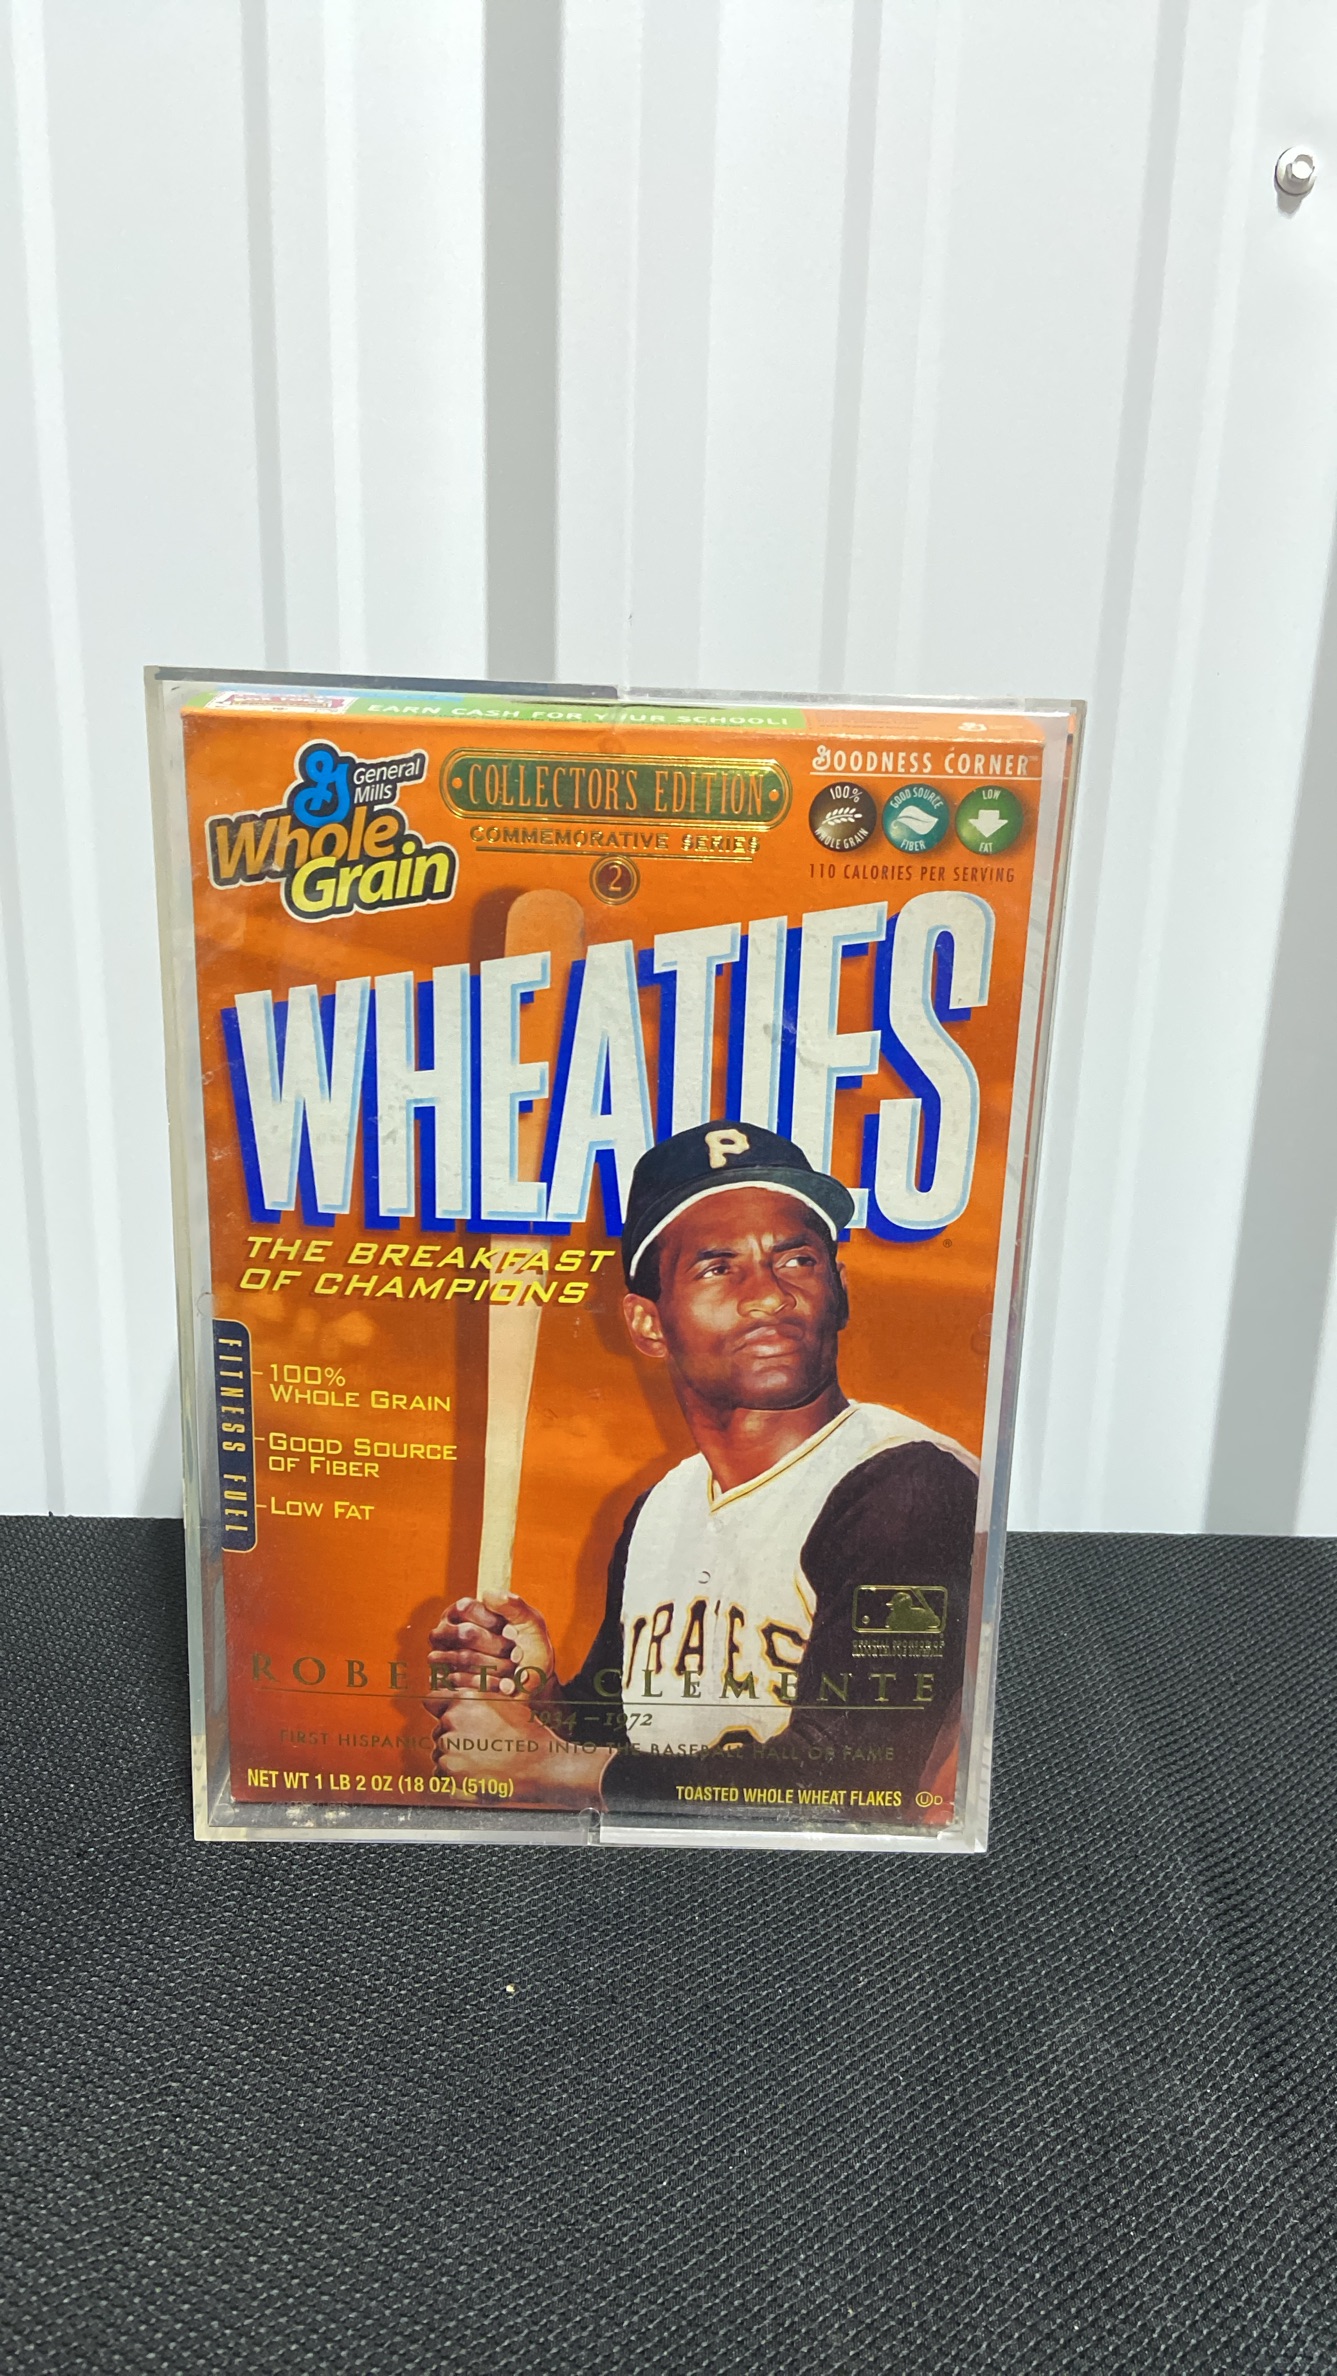 EARN CASH FOR YOUR SCHOOL!
General
Mills
Whole
Grain
COLLECTOR'S EDITION
COMMEMORATIVE SERIES
2
GOODNESS CORNER™
100%
WHOLE GRAIN
GOOD SOURCE
FIBER
LOW
FAT
110 CALORIES PER SERVING
WHEATIES®
P
THE BREAKFAST
OF CHAMPIONS
FITNESS FUEL
100%
WHOLE GRAIN
GOOD SOURCE
OF FIBER
LOW FAT
PIRATES
ROBERTO CLEMENTE
1934 – 1972
FIRST HISPANIC INDUCTED INTO THE BASEBALL HALL OF FAME
NET WT 1 LB 2 OZ (18 OZ) (510g)
TOASTED WHOLE WHEAT FLAKES UD